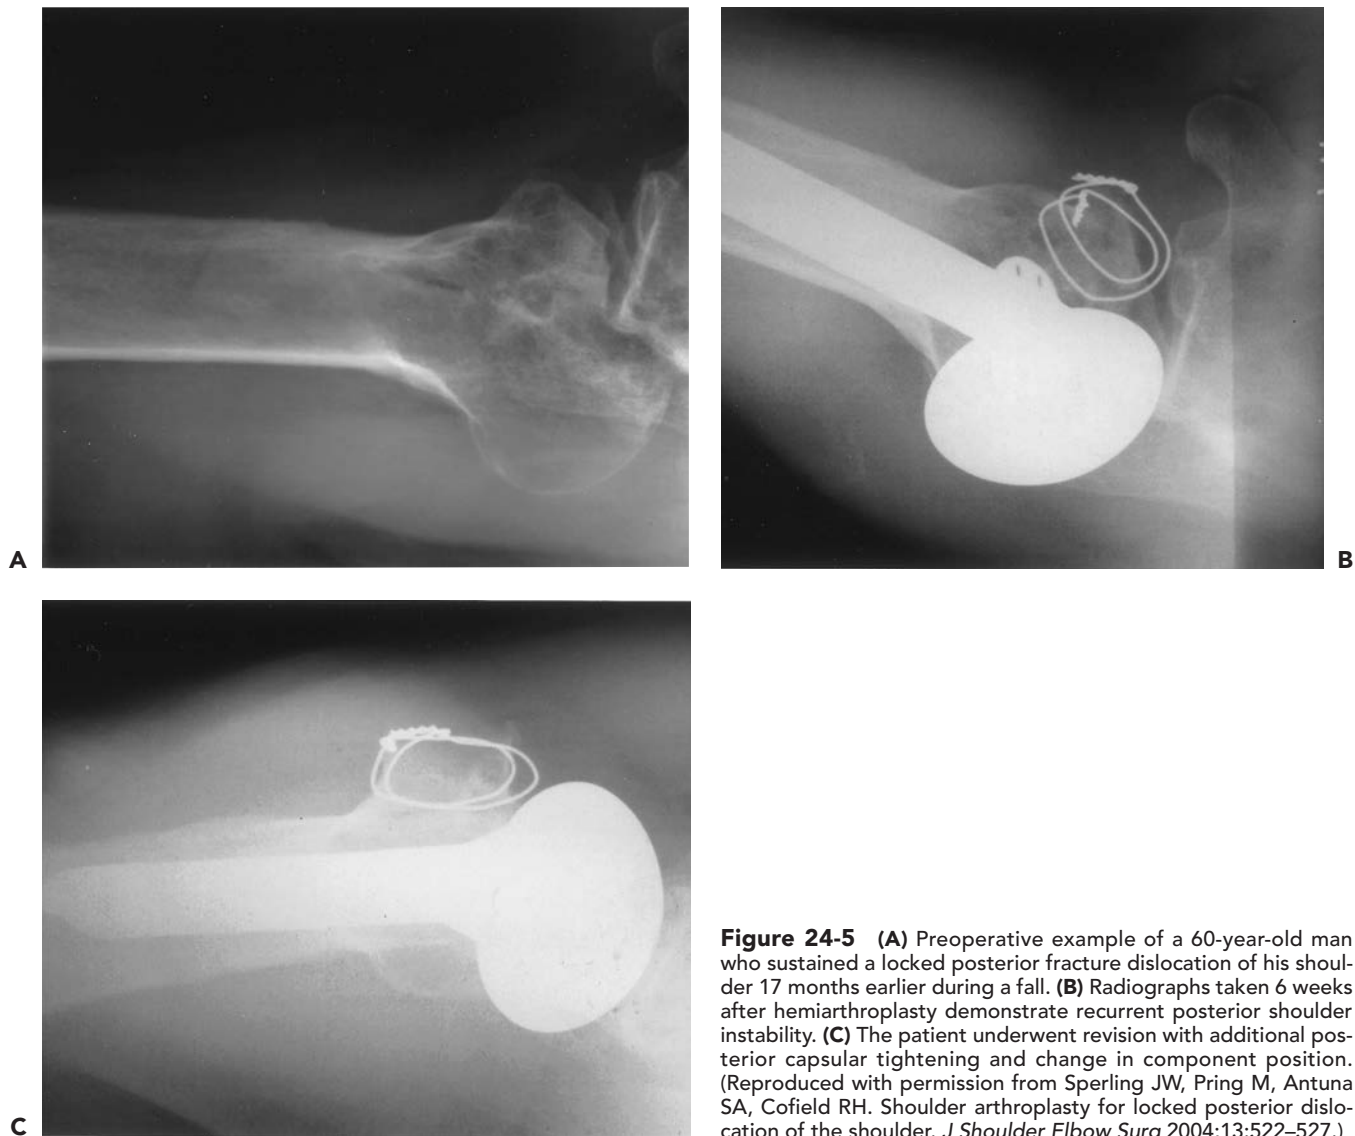 A
B
C
Figure 24-5 (A) Preoperative example of a 60-year-old man
who sustained a locked posterior fracture dislocation of his shoul-
der 17 months earlier during a fall. (B) Radiographs taken 6 weeks
after hemiarthroplasty demonstrate recurrent posterior shoulder
instability. (C) The patient underwent revision with additional pos-
terior capsular tightening and change in component position.
(Reproduced with permission from Sperling JW, Pring M, Antuna
SA, Cofield RH. Shoulder arthroplasty for locked posterior dislo-
cation of the shoulder. J Shoulder Elbow Surg 2004;13:522–527.)